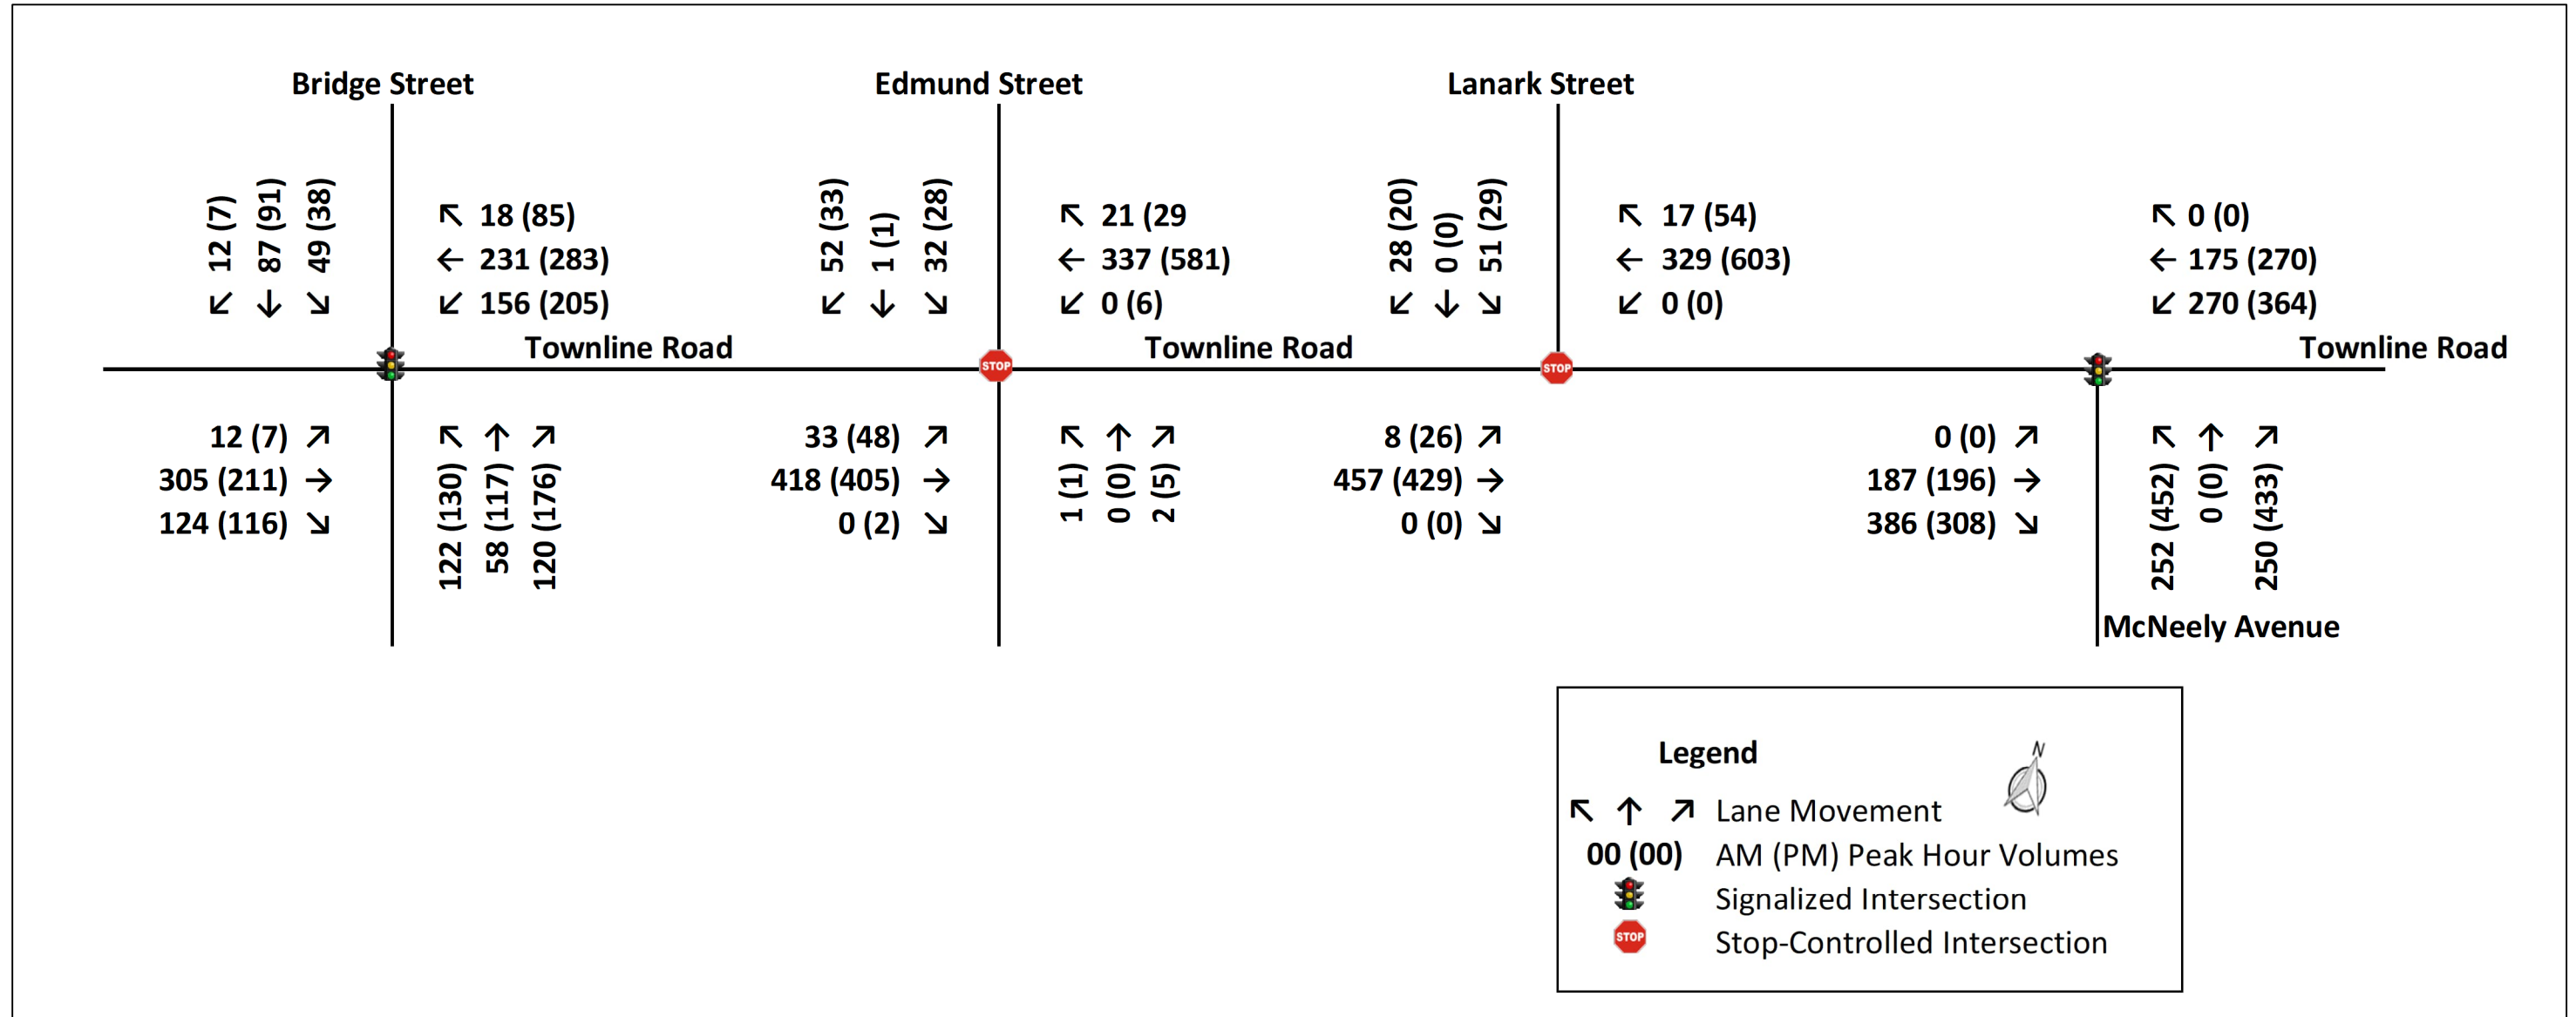 Bridge Street
Edmund Street
Lanark Street
12 (7)
87 (91)
49 (38)
↖ 18 (85)
← 231 (283)
↙ 156 (205)
52 (33)
1 (1)
32 (28)
↖ 21 (29
← 337 (581)
↙ 0 (6)
28 (20)
0 (0)
51 (29)
↖ 17 (54)
← 329 (603)
↙ 0 (0)
↖ 0 (0)
← 175 (270)
↙ 270 (364)
Townline Road
Townline Road
Townline Road
STOP
STOP
12 (7) ↗
305 (211) →
124 (116) ↘
122 (130)
58 (117)
120 (176)
33 (48) ↗
418 (405) →
0 (2) ↘
1 (1)
0 (0)
2 (5)
8 (26) ↗
457 (429) →
0 (0) ↘
0 (0) ↗
187 (196) →
386 (308) ↘
252 (452)
0 (0)
250 (433)
McNeely Avenue
Legend
N
↖ ↑ ↗ Lane Movement
00 (00) AM (PM) Peak Hour Volumes
Signalized Intersection
STOP Stop-Controlled Intersection